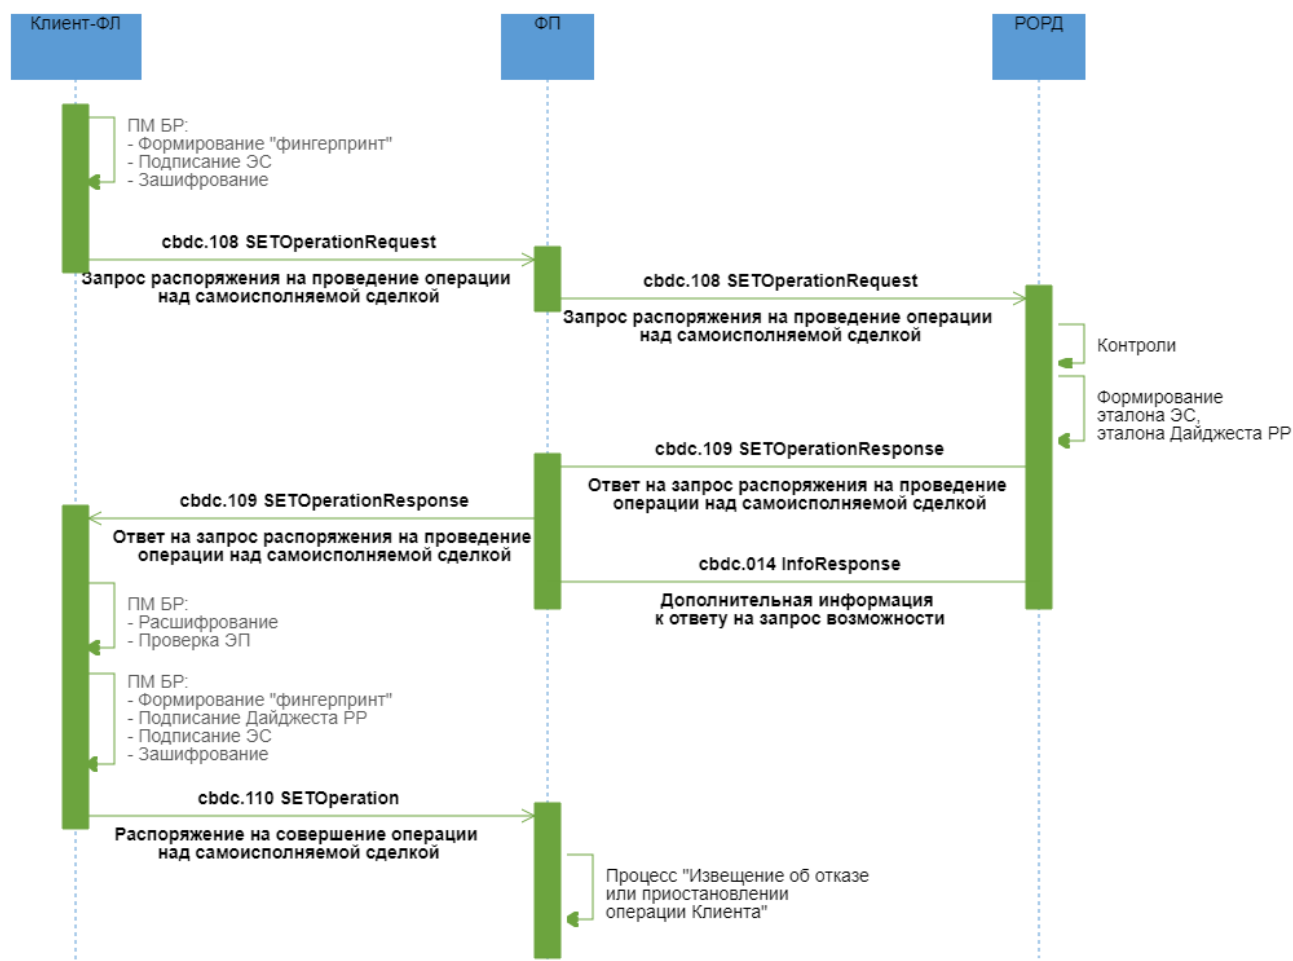 Клиент-ФЛ
ФП
РОРД
ПМ БР:
- Формирование "фингерпринт"
- Подписание ЭС
- Зашифрование
cbdc.108 SETOperationRequest
Запрос распоряжения на проведение операции
над самоисполняемой сделкой
cbdc.108 SETOperationRequest
Запрос распоряжения на проведение операции
над самоисполняемой сделкой
Контроли
Формирование
эталона ЭС,
эталона Дайджеста РР
cbdc.109 SETOperationResponse
Ответ на запрос распоряжения на проведение
операции над самоисполняемой сделкой
cbdc.109 SETOperationResponse
Ответ на запрос распоряжения на проведение
операции над самоисполняемой сделкой
cbdc.014 InfoResponse
Дополнительная информация
к ответу на запрос возможности
ПМ БР:
- Расшифрование
- Проверка ЭП
ПМ БР:
- Формирование "фингерпринт"
- Подписание Дайджеста РР
- Подписание ЭС
- Зашифрование
cbdc.110 SETOperation
Распоряжение на совершение операции
над самоисполняемой сделкой
Процесс "Извещение об отказе
или приостановлении
операции Клиента"